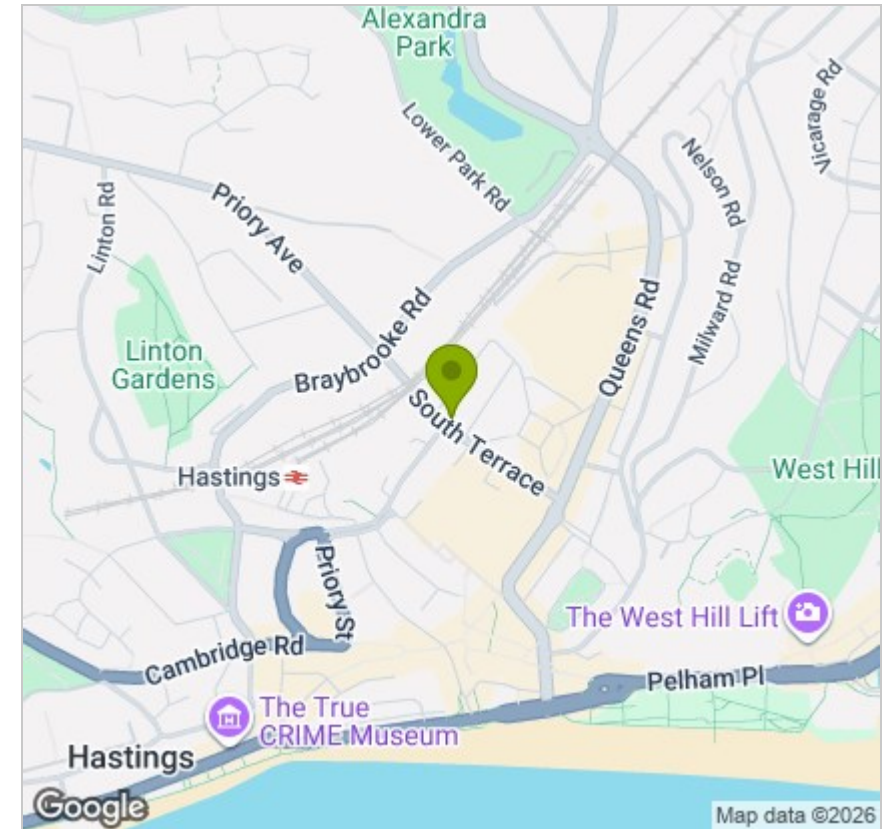 Alexandra
Park
Vicarage Rd
Lower Park Rd
Nelson Rd
Linton Rd
Priory Ave
Milward Rd
Braybrooke Rd
Queens Rd
Linton
Gardens
South Terrace
Hastings
West Hill
Priory St
The West Hill Lift
Cambridge Rd
Pelham Pl
The True
CRIME Museum
Hastings
Google
Map data ©2026